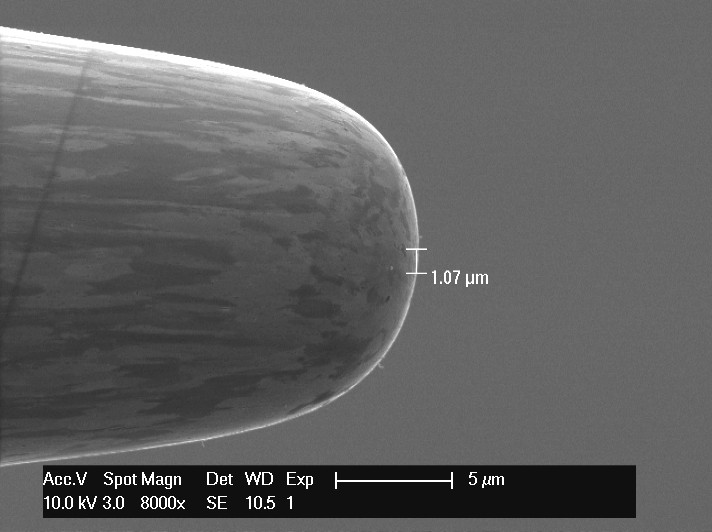 1.07 µm
Acc.V Spot Magn Det WD Exp 5 µm
10.0 kV 3.0 8000x SE 10.5 1